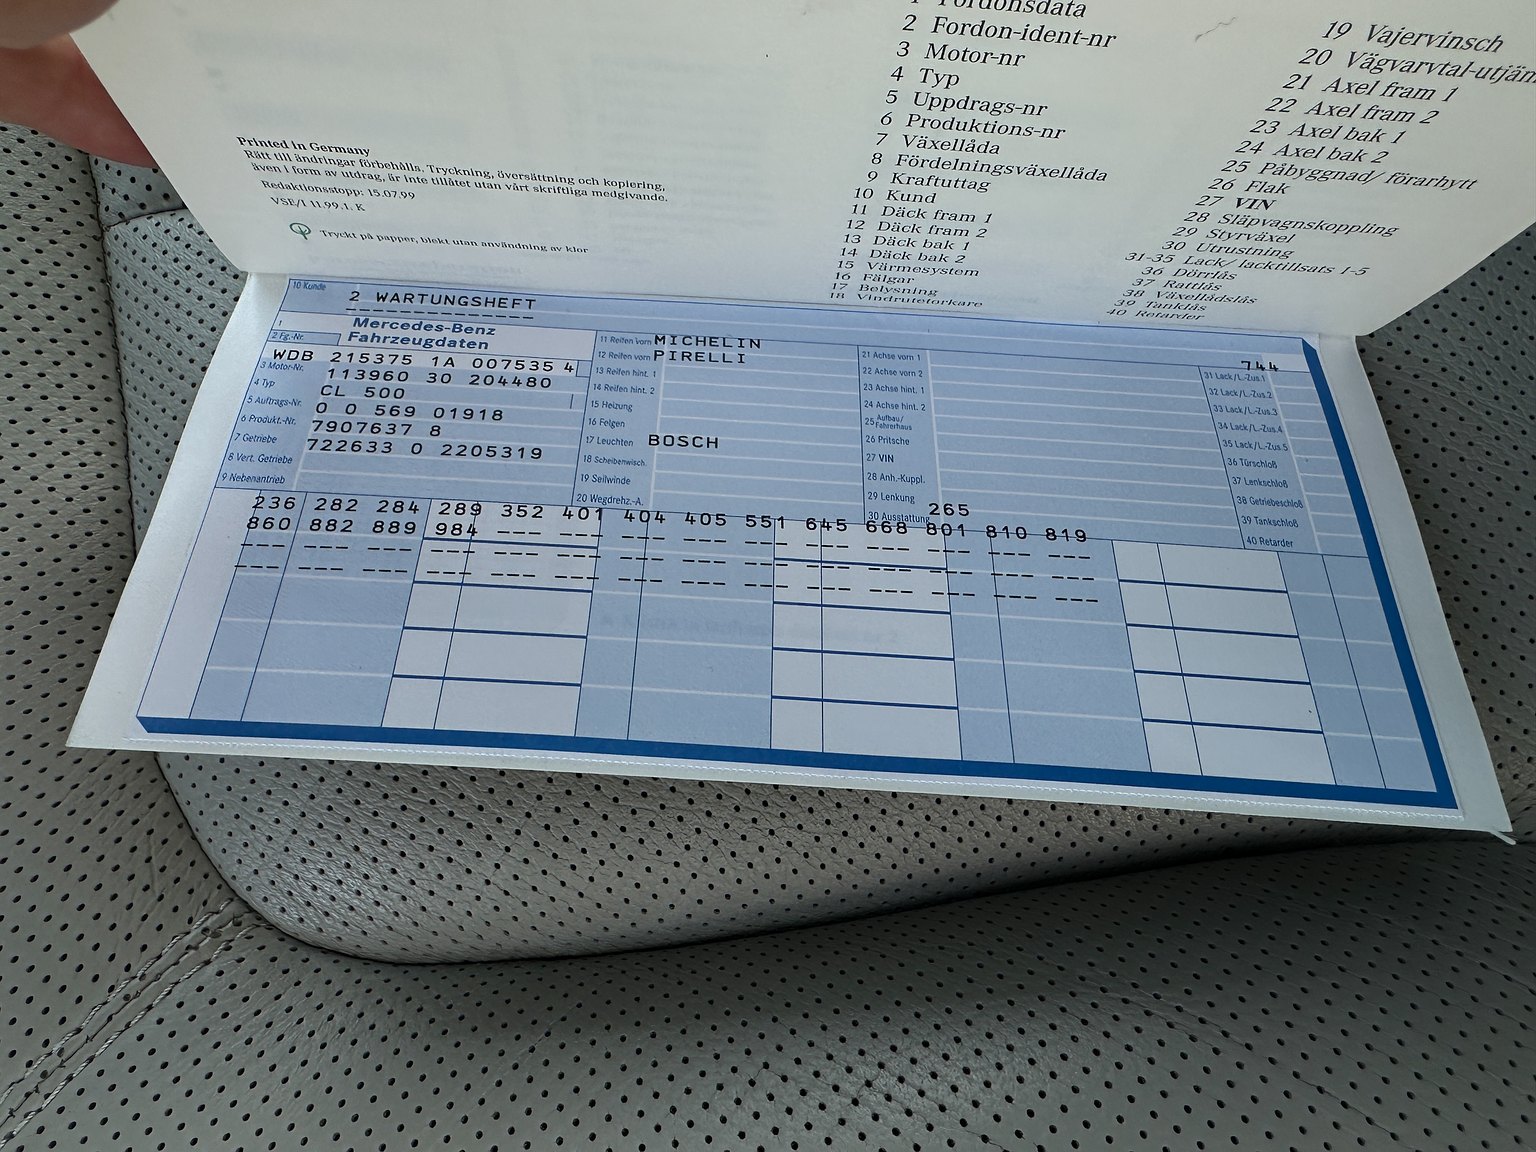 1 Fordonsdata
2 Fordon-ident-nr
3 Motor-nr
4 Typ
5 Uppdrags-nr
6 Produktions-nr
7 Växellåda
8 Fördelningsväxellåda
9 Kraftuttag
10 Kund
11 Däck fram 1
12 Däck fram 2
13 Däck bak 1
14 Däck bak 2
15 Värmesystem
16 Fälgar
17 Belysning
18 Vindrutetorkare
19 Vajervinsch
20 Vägvarvtal-utjäm
21 Axel fram 1
22 Axel fram 2
23 Axel bak 1
24 Axel bak 2
25 Påbyggnad/ förarhytt
26 Flak
27 VIN
28 Släpvagnskoppling
29 Styrväxel
30 Utrustning
31-35 Lack/ lacktillsats 1-5
36 Dörrlås
37 Rattlås
38 Växellådslås
39 Tanklås
40 Retarder
Printed in Germany
Rätt till ändringar förbehålls. Tryckning, översättning och kopiering,
även i form av utdrag, är inte tillåtet utan vårt skriftliga medgivande.
Redaktionsstopp: 15.07.99
VSE/I 11.99.1. K
Tryckt på papper, blekt utan användning av klor
10 Kunde
2 WARTUNGSHEFT
1
Mercedes-Benz
Fahrzeugdaten
2 Fg.-Nr.
WDB 215375 1A 007535 4
3 Motor-Nr.
113960 30 204480
4 Typ
CL 500
5 Auftrags-Nr.
0 0 569 01918
6 Produkt.-Nr.
7907637 8
7 Getriebe
722633 0 2205319
8 Vert. Getriebe
9 Nebenantrieb
11 Reifen vorn MICHELIN
12 Reifen vorn PIRELLI
13 Reifen hint. 1
14 Reifen hint. 2
15 Heizung
16 Felgen
17 Leuchten BOSCH
18 Scheibenwisch.
19 Seilwinde
20 Wegdrehz.-A.
21 Achse vorn 1
22 Achse vorn 2
23 Achse hint. 1
24 Achse hint. 2
25 Aufbau/
Fahrerhaus
26 Pritsche
27 VIN
28 Anh.-Kuppl.
29 Lenkung
30 Ausstattung 265
744
31 Lack/L.-Zus.1
32 Lack/L.-Zus.2
33 Lack/L.-Zus.3
34 Lack/L.-Zus.4
35 Lack/L.-Zus.5
36 Türschloß
37 Lenkschloß
38 Getriebeschloß
39 Tankschloß
40 Retarder
236 282 284 289 352 401 404 405 551 645 668 801 810 819
860 882 889 984 --- --- --- --- --- --- --- --- --- ---
--- --- --- --- --- --- --- --- --- --- --- --- --- ---
--- --- --- --- --- --- --- --- --- --- --- --- --- ---